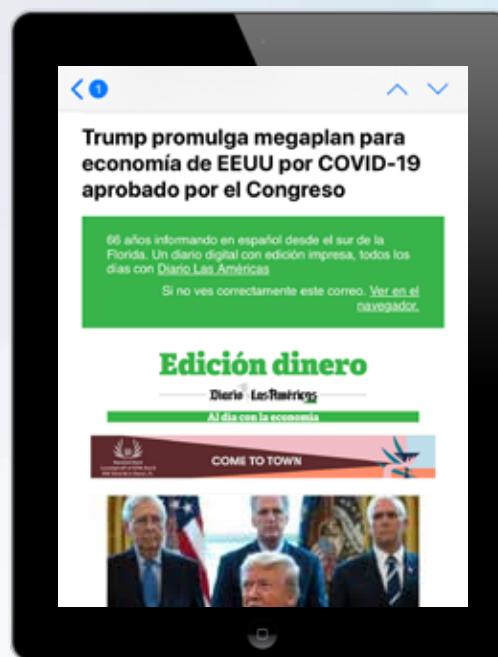 1
Trump promulga megaplan para
economía de EEUU por COVID-19
aprobado por el Congreso
66 años informando en español desde el sur de la
Florida. Un diario digital con edición impresa, todos los
días con Diario Las Américas
Si no ves correctamente este correo. Ver en el
navegador.
Edición dinero
Diario Las Américas
Al día con la economía
COME TO TOWN